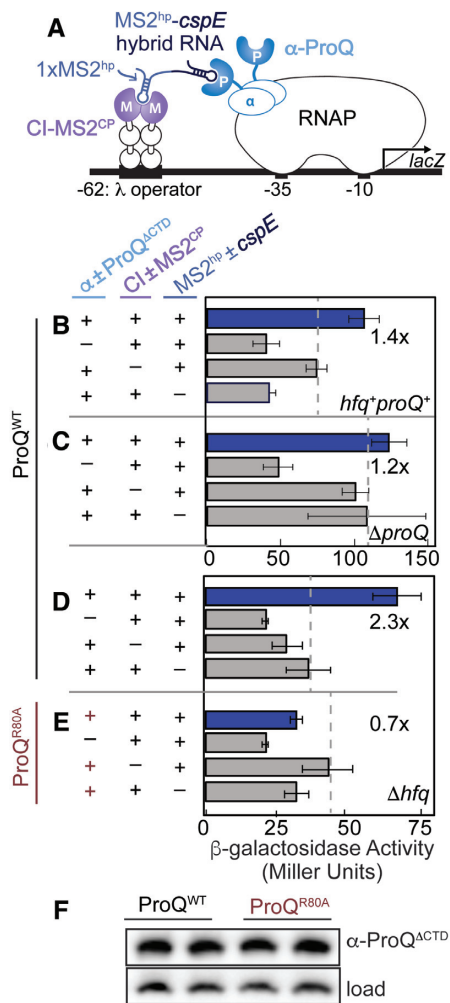 A
MS2hp-cspE
hybrid RNA
α-ProQ
1xMS2hp
P
P
M M
α
RNAP
CI-MS2CP
lacZ
-62: λ operator
-35
-10
α±ProQΔCTD
CI±MS2CP
MS2hp±cspE
ProQWT
B
+ + +
1.4x
− + +
+ − +
+ + −
hfq+proQ+
C
+ + +
1.2x
− + +
+ − +
+ + −
ΔproQ
0 50 100 150
D
+ + +
2.3x
− + +
+ − +
+ + −
ProQR80A
E
+ + +
0.7x
− + +
+ − +
+ + −
Δhfq
0 25 50 75
β-galactosidase Activity
(Miller Units)
F
ProQWT ProQR80A
α-ProQΔCTD
load